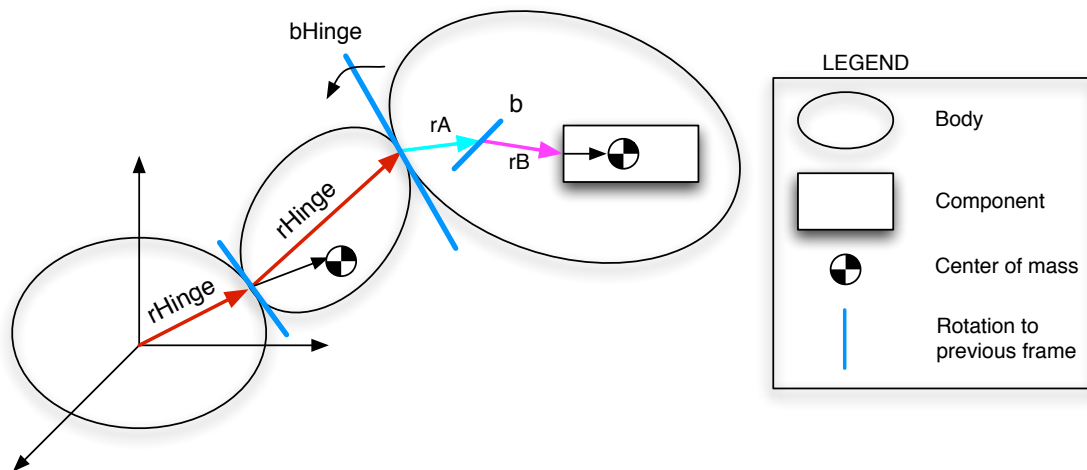 bHinge
LEGEND
b
rA
rB
rHinge
rHinge
Body
Component
Center of mass
Rotation to
previous frame